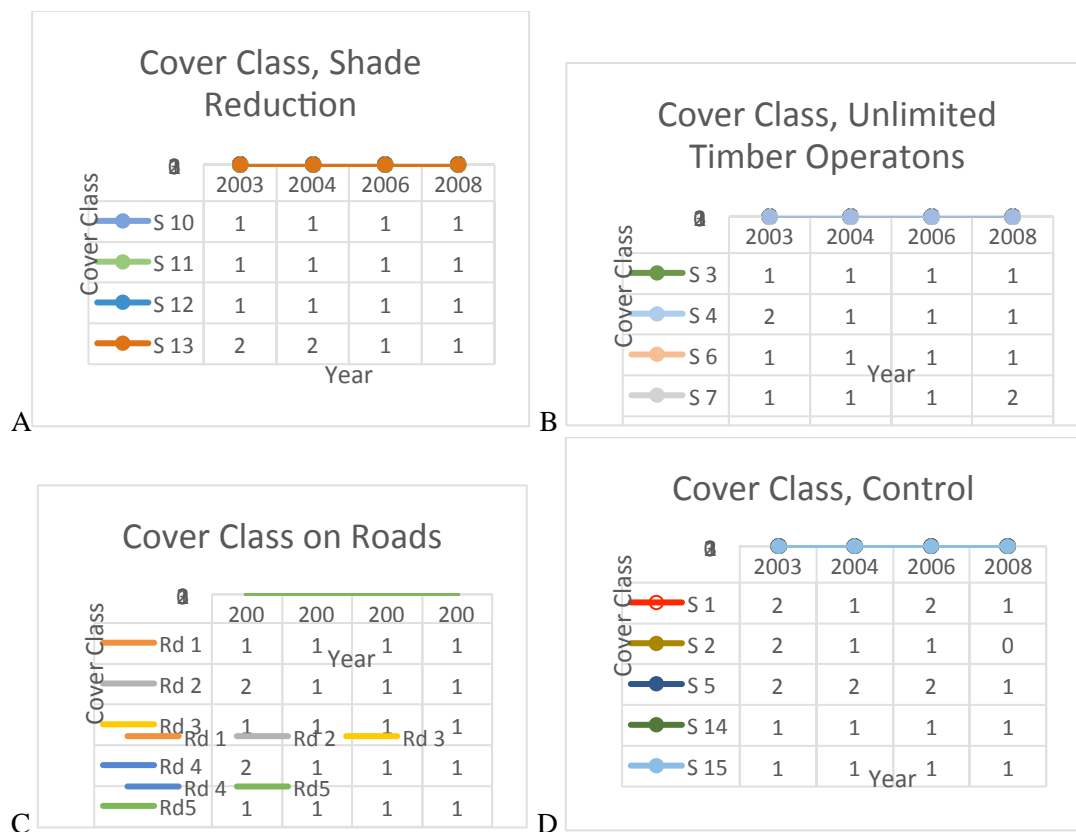 Cover Class, Shade
Reduction
Cover Class
2003 2004 2006 2008
S 10 1 1 1 1
S 11 1 1 1 1
S 12 1 1 1 1
S 13 2 2 1 1
Year
A
Cover Class, Unlimited
Timber Operatons
Cover Class
2003 2004 2006 2008
S 3 1 1 1 1
S 4 2 1 1 1
S 6 1 1 1 1
Year
S 7 1 1 1 2
B
Cover Class on Roads
Cover Class
200 200 200 200
Rd 1 1 1 1 1
Year
Rd 2 2 1 1 1
Rd 3 1 1 1 1
Rd 1 Rd 2 Rd 3
Rd 4 2 1 1 1
Rd 4 Rd5
Rd5 1 1 1 1
C
Cover Class, Control
Cover Class
2003 2004 2006 2008
S 1 2 1 2 1
S 2 2 1 1 0
S 5 2 2 2 1
S 14 1 1 1 1
S 15 1 1 1 1
Year
D